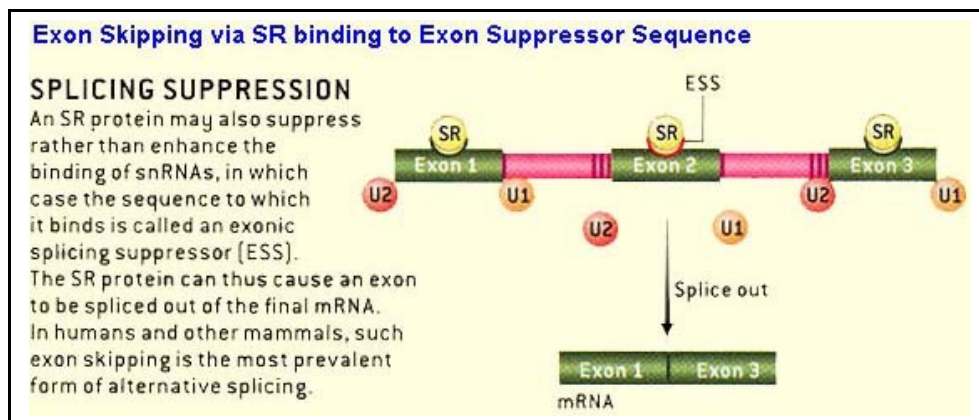 Exon Skipping via SR binding to Exon Suppressor Sequence
SPLICING SUPPRESSION
An SR protein may also suppress
rather than enhance the
binding of snRNAs, in which
case the sequence to which
it binds is called an exonic
splicing suppressor (ESS).
The SR protein can thus cause an exon
to be spliced out of the final mRNA.
In humans and other mammals, such
exon skipping is the most prevalent
form of alternative splicing.
ESS
SR
SR
SR
Exon 1
Exon 2
Exon 3
U2
U1
U2
U1
U2
U1
Splice out
Exon 1
Exon 3
mRNA